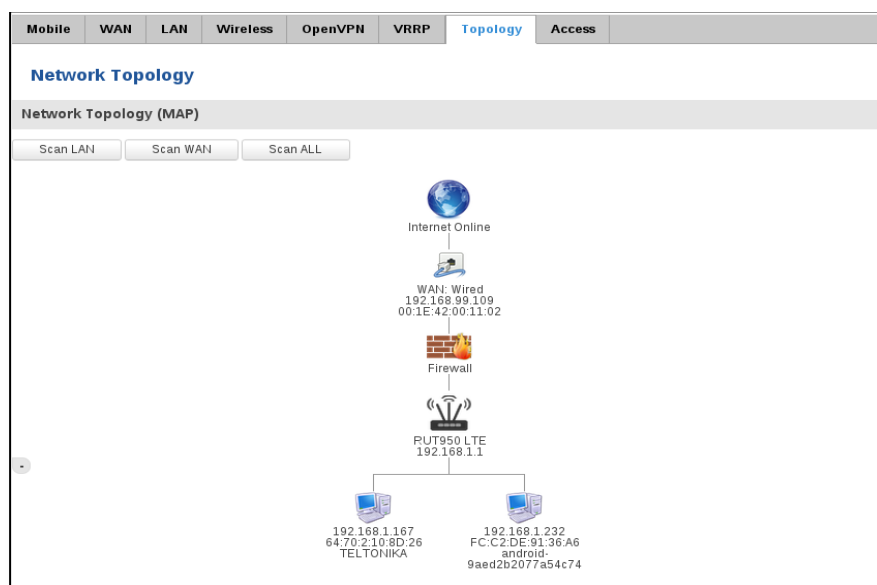 Mobile WAN LAN Wireless OpenVPN VRRP Topology Access
Network Topology
Network Topology (MAP)
Scan LAN Scan WAN Scan ALL
Internet Online
WAN: Wired
192.168.99.109
00:1E:42:00:11:02
Firewall
RUT950 LTE
192.168.1.1
192.168.1.167
64:70:2:10:8D:26
TELTONIKA
192.168.1.232
FC:C2:DE:91:36:A6
android-
9aed2b2077a54c74